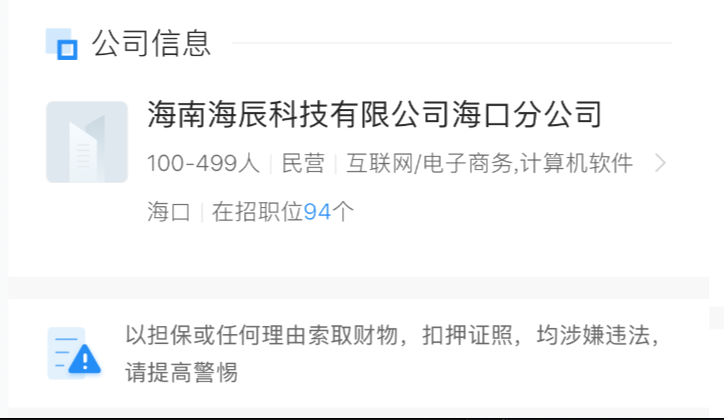 公司信息
海南海辰科技有限公司海口分公司
100-499人 | 民营 | 互联网/电子商务,计算机软件
海口 | 在招职位94个
以担保或任何理由索取财物，扣押证照，均涉嫌违法，
请提高警惕